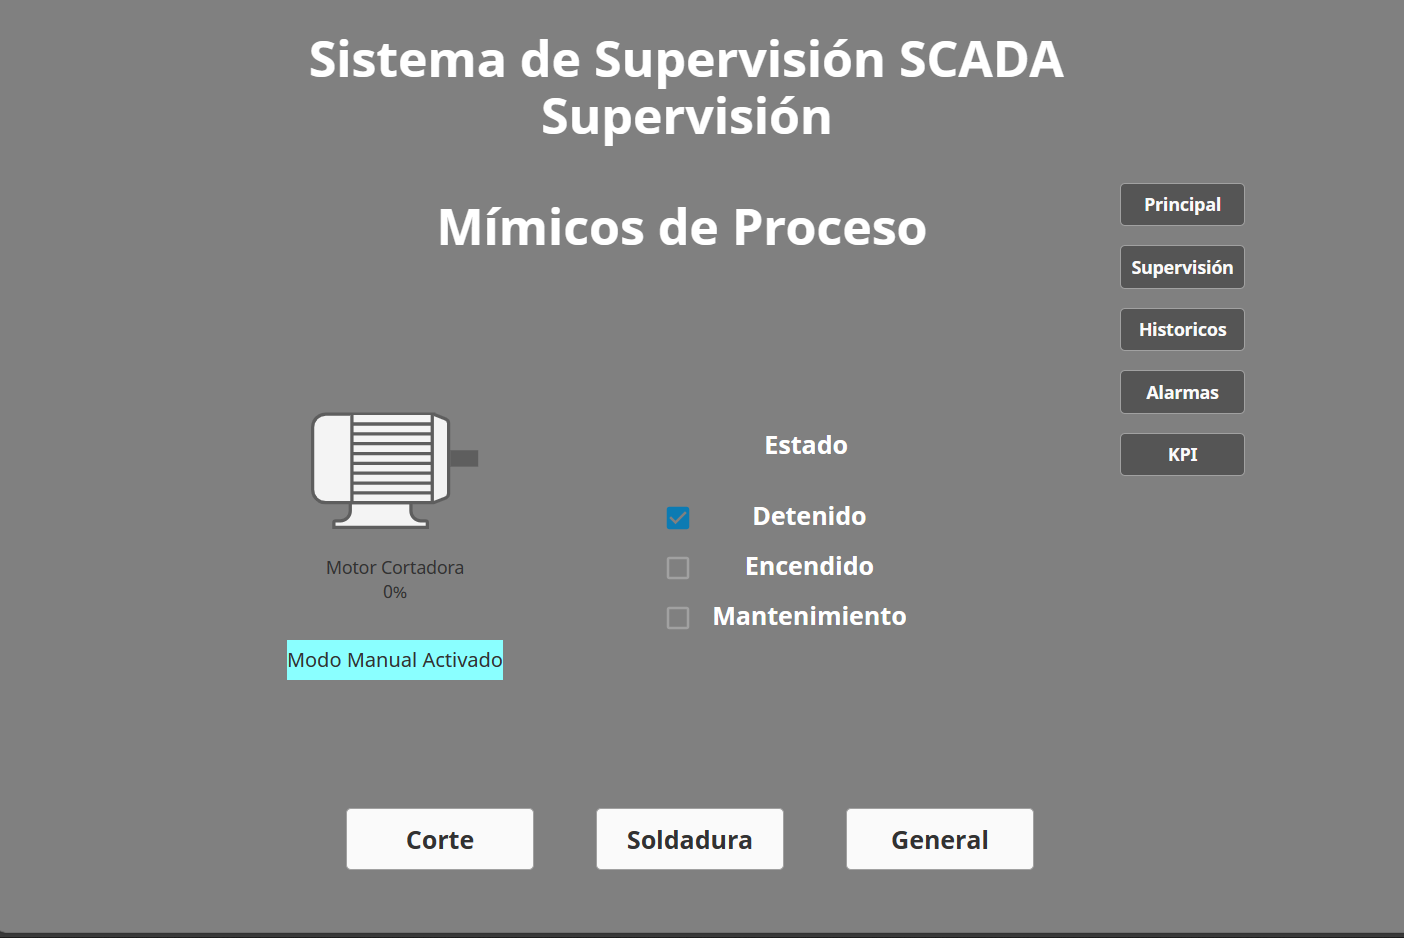 Sistema de Supervisión SCADA
Supervisión
Mímicos de Proceso
Principal
Supervisión
Historicos
Alarmas
KPI
Estado
Detenido
Encendido
Mantenimiento
Motor Cortadora
0%
Modo Manual Activado
Corte
Soldadura
General